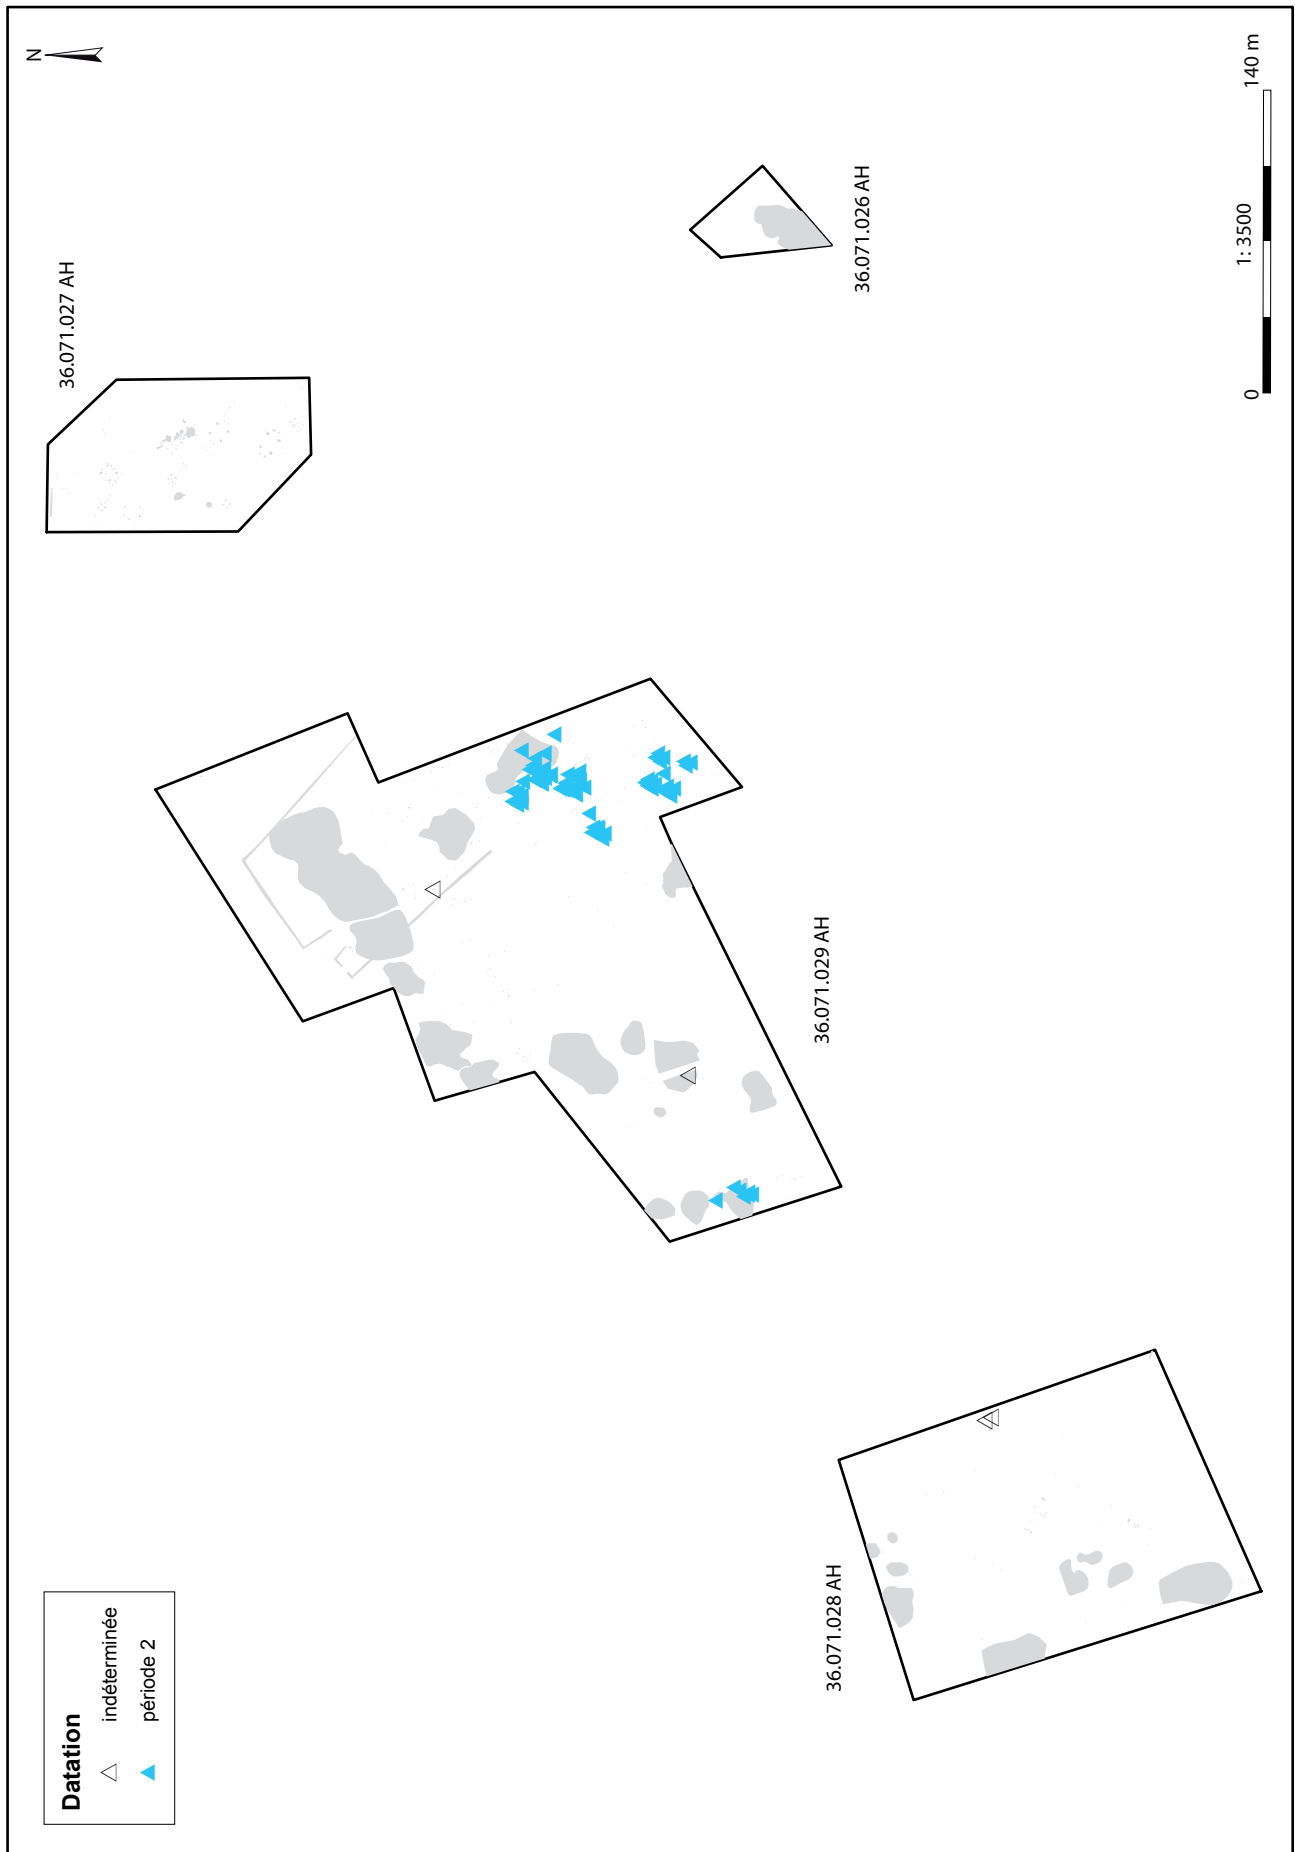 Datation
indéterminée
période 2
36.071.028 AH
36.071.029 AH
36.071.027 AH
36.071.026 AH
N
1: 3500
0
140 m